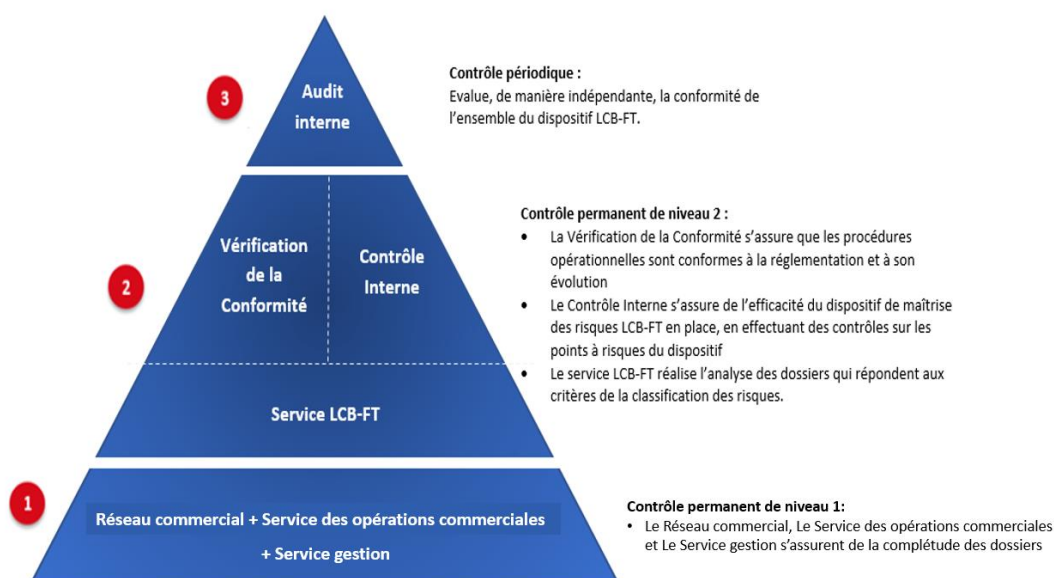 3
Audit
interne
Contrôle périodique :
Evalue, de manière indépendante, la conformité de
l'ensemble du dispositif LCB-FT.
2
Vérification
de la
Conformité
Contrôle
Interne
Service LCB-FT
Contrôle permanent de niveau 2 :
• La Vérification de la Conformité s'assure que les procédures
opérationnelles sont conformes à la réglementation et à son
évolution
• Le Contrôle Interne s'assure de l'efficacité du dispositif de maîtrise
des risques LCB-FT en place, en effectuant des contrôles sur les
points à risques du dispositif
• Le service LCB-FT réalise l'analyse des dossiers qui répondent aux
critères de la classification des risques.
1
Réseau commercial + Service des opérations commerciales
+ Service gestion
Contrôle permanent de niveau 1:
• Le Réseau commercial, Le Service des opérations commerciales
et Le Service gestion s'assurent de la complétude des dossiers